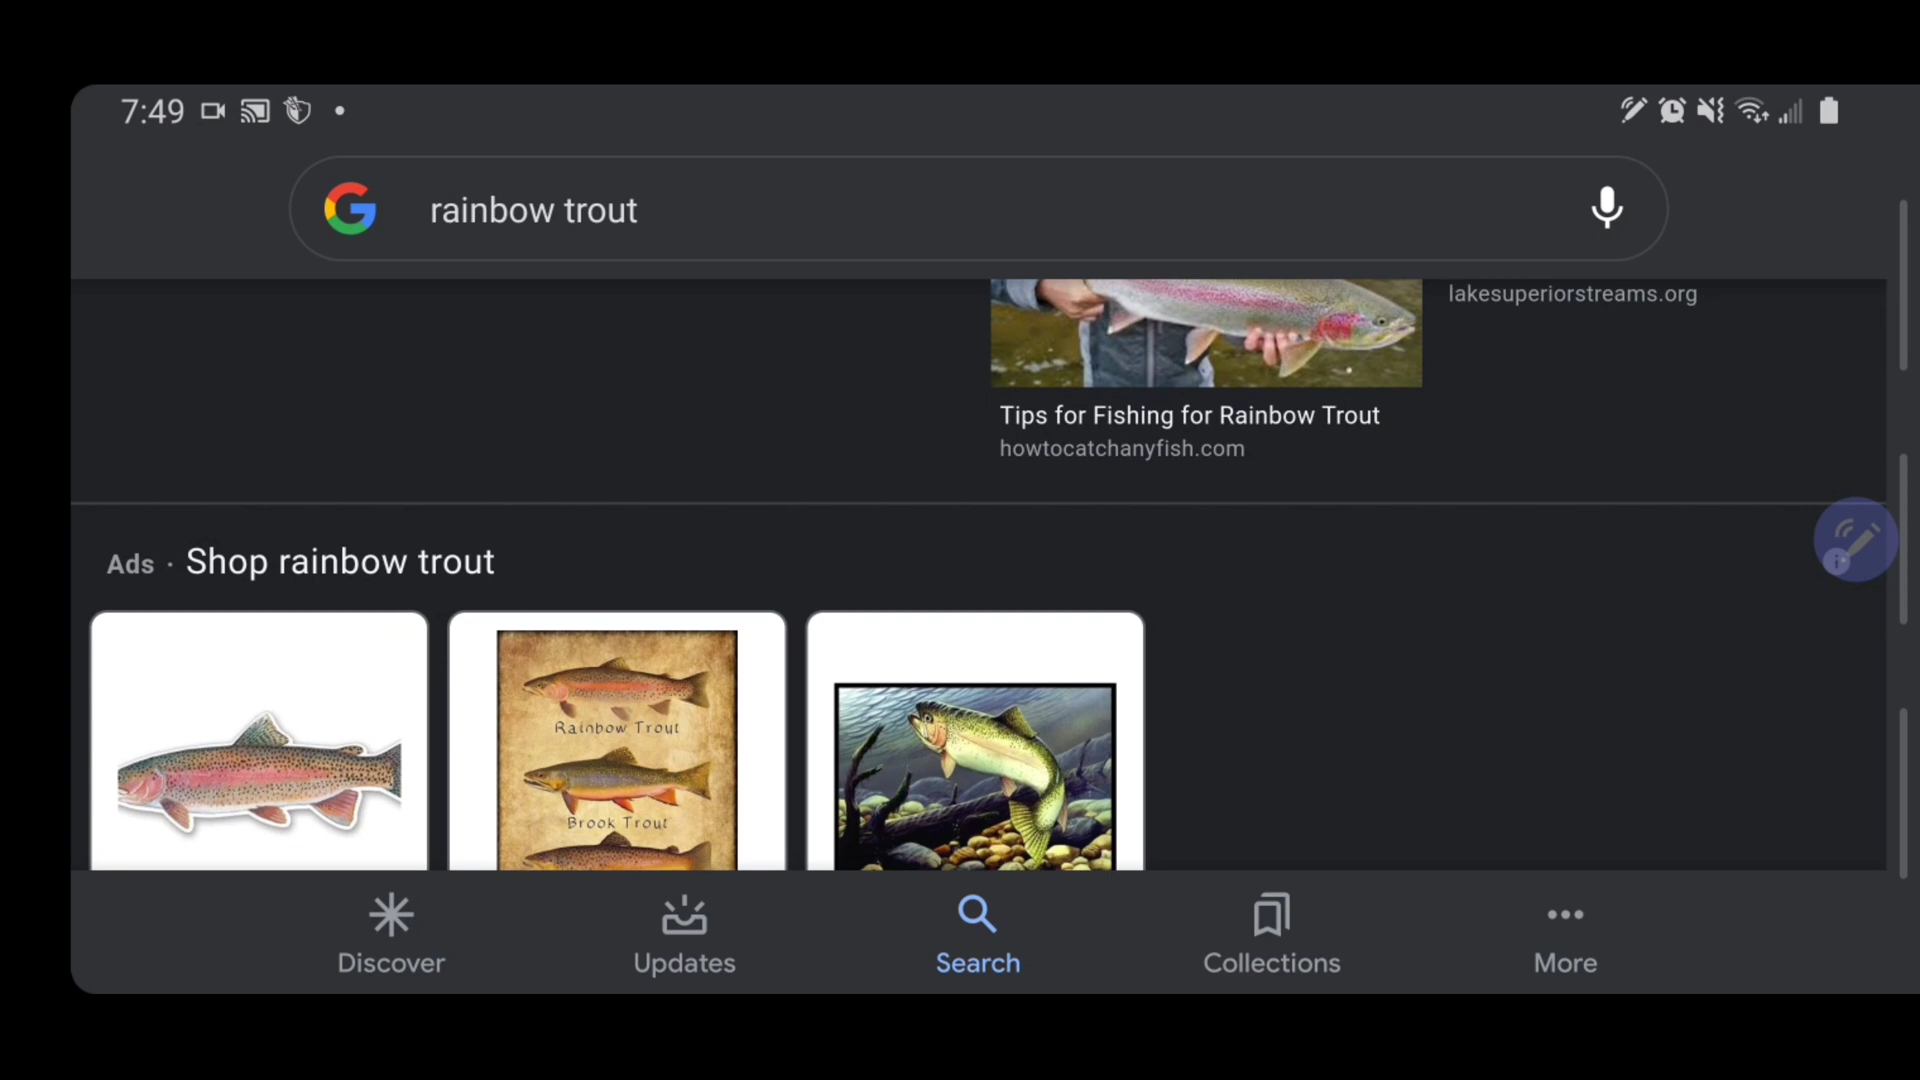 7:49
rainbow trout
lakesuperiorstreams.org
Tips for Fishing for Rainbow Trout
howtocatchanyfish.com
Ads · Shop rainbow trout
Rainbow Trout
Brook Trout
Discover
Updates
Search
Collections
More